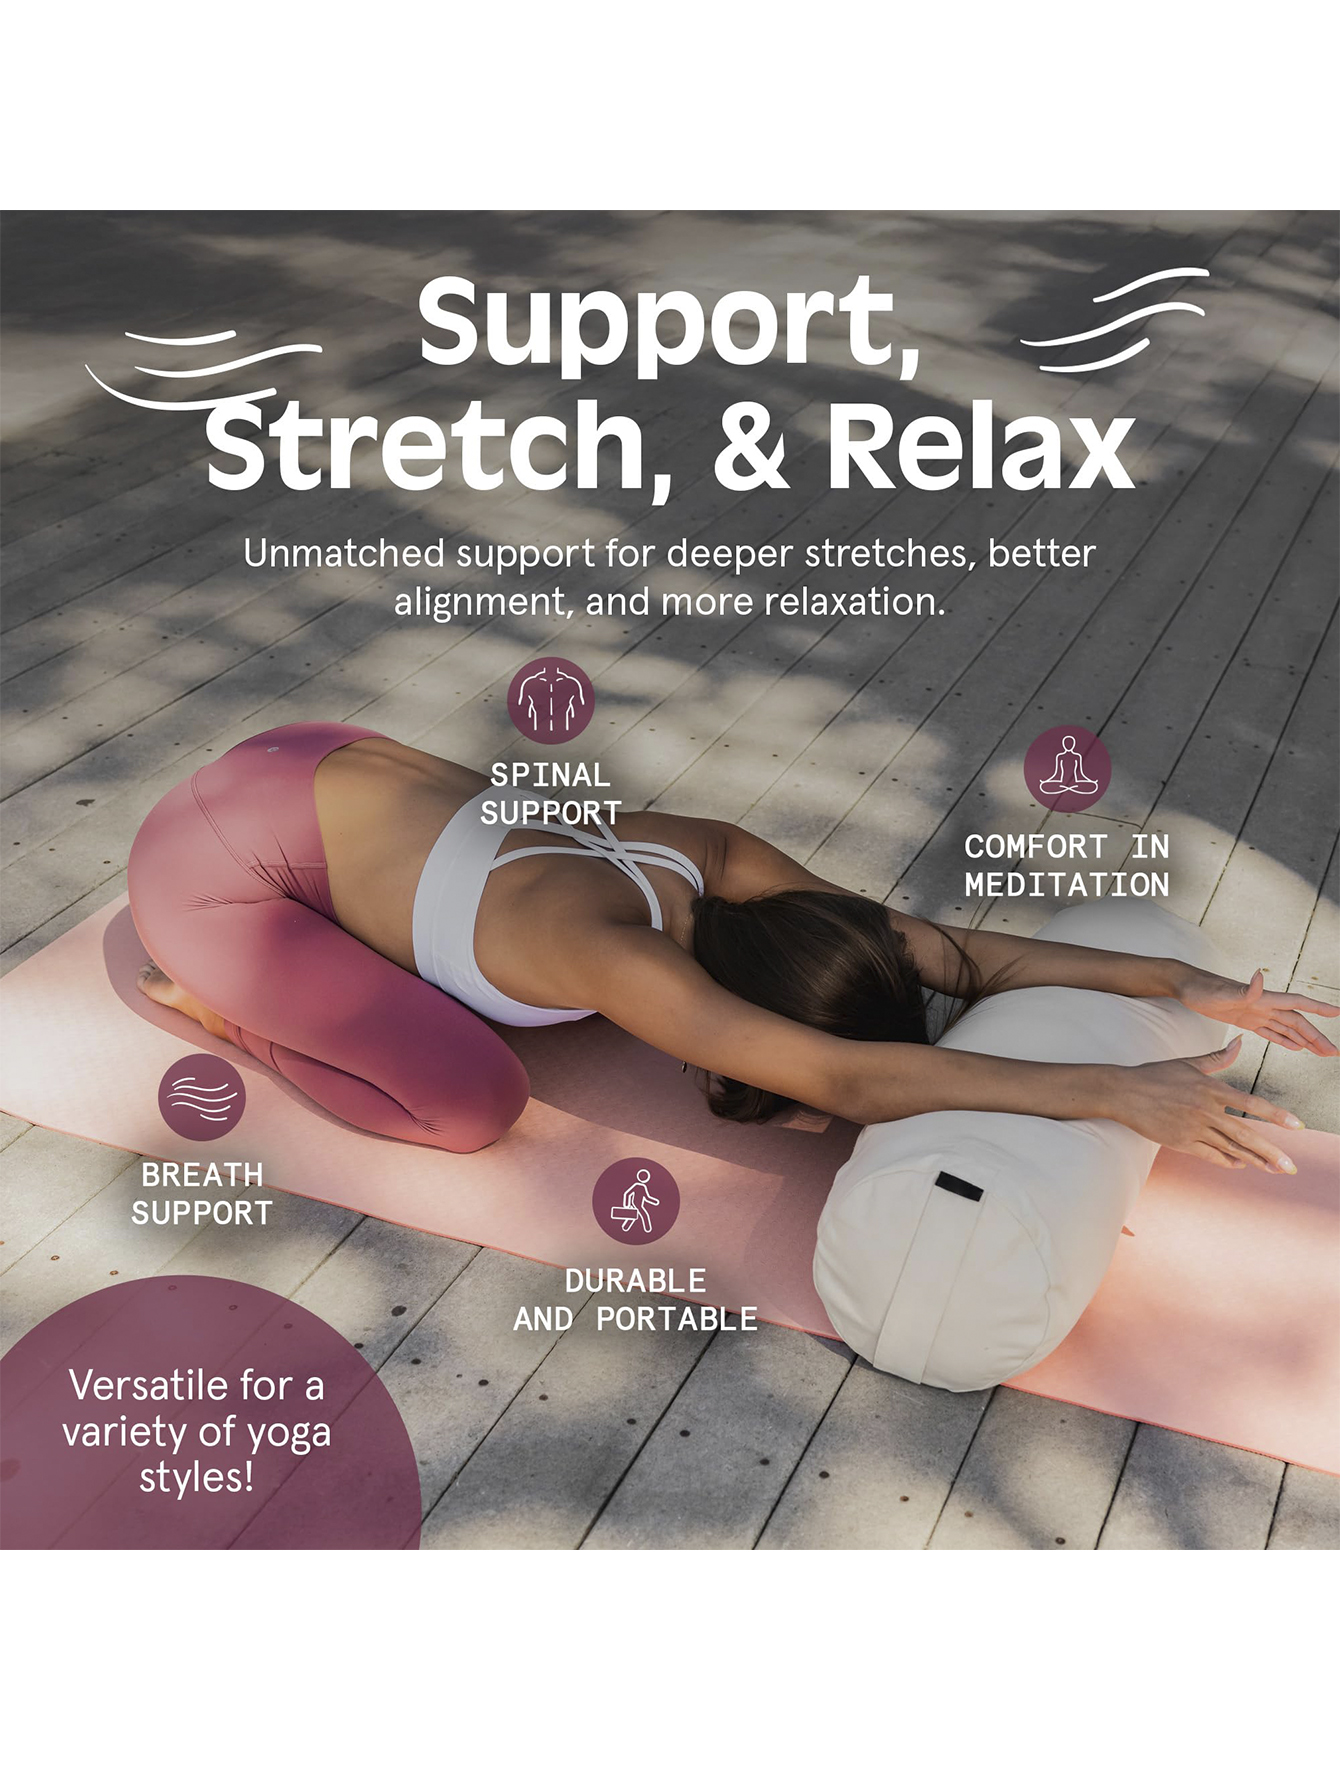 Support,
Stretch, & Relax
Unmatched support for deeper stretches, better
alignment, and more relaxation.
SPINAL
SUPPORT
COMFORT IN
MEDITATION
BREATH
SUPPORT
DURABLE
AND PORTABLE
Versatile for a
variety of yoga
styles!